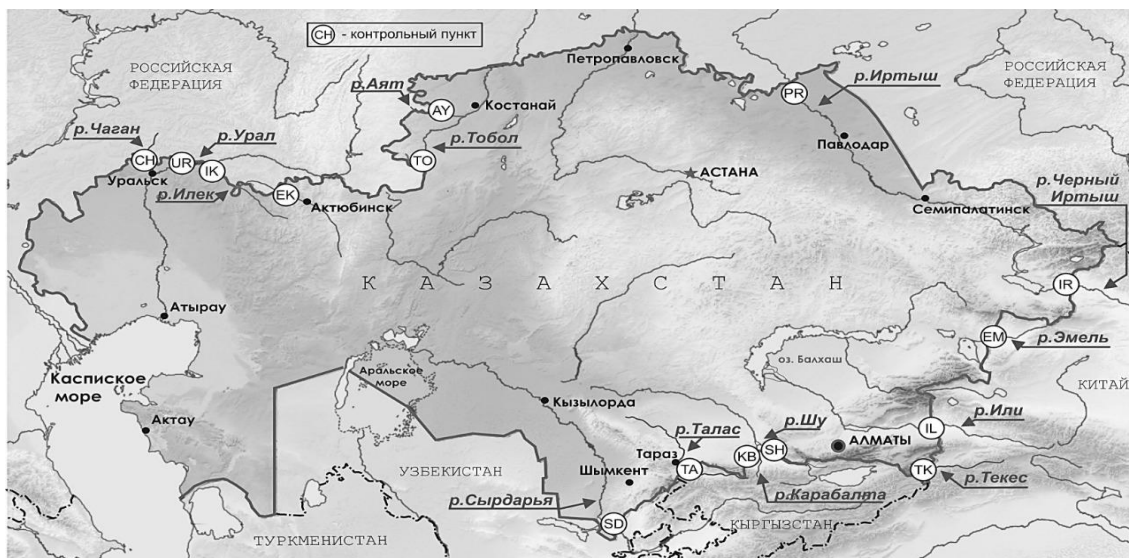 CH - контрольный пункт
РОССИЙСКАЯ
ФЕДЕРАЦИЯ
Петропавловск
РОССИЙСКАЯ
ФЕДЕРАЦИЯ
р.Аят
AY
Костанай
PR
р.Иртыш
р.Чаган
р.Урал
р.Тобол
Павлодар
CH
UR
IK
TO
Уральск
р.Илек
EK
Актюбинск
АСТАНА
р.Черный
Иртыш
Семипалатинск
КАЗАХСТАН
IR
Атырау
EM
р.Эмель
оз. Балхаш
Аральское
море
Каспиское
море
КИТАЙ
Кызылорда
Актау
р.Шу
р.Или
IL
р.Талас
АЛМАТЫ
Тараз
KB
SH
УЗБЕКИСТАН
Шымкент
TA
TK
р.Текес
р.Сырдарья
р.Карабалта
SD
КЫРГЫЗСТАН
ТУРКМЕНИСТАН